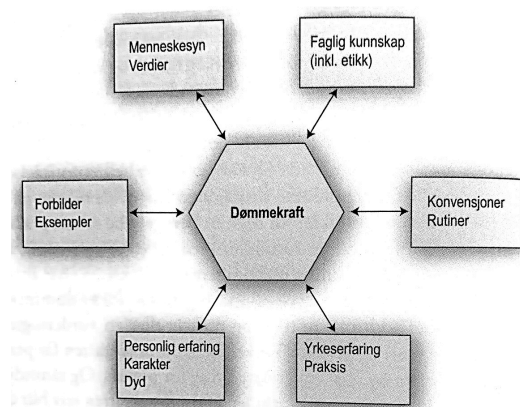 Menneskesyn
Verdier
Faglig kunnskap
(inkl. etikk)
Forbilder
Eksempler
Dømmekraft
Konvensjoner
Rutiner
Personlig erfaring
Karakter
Dyd
Yrkeserfaring
Praksis